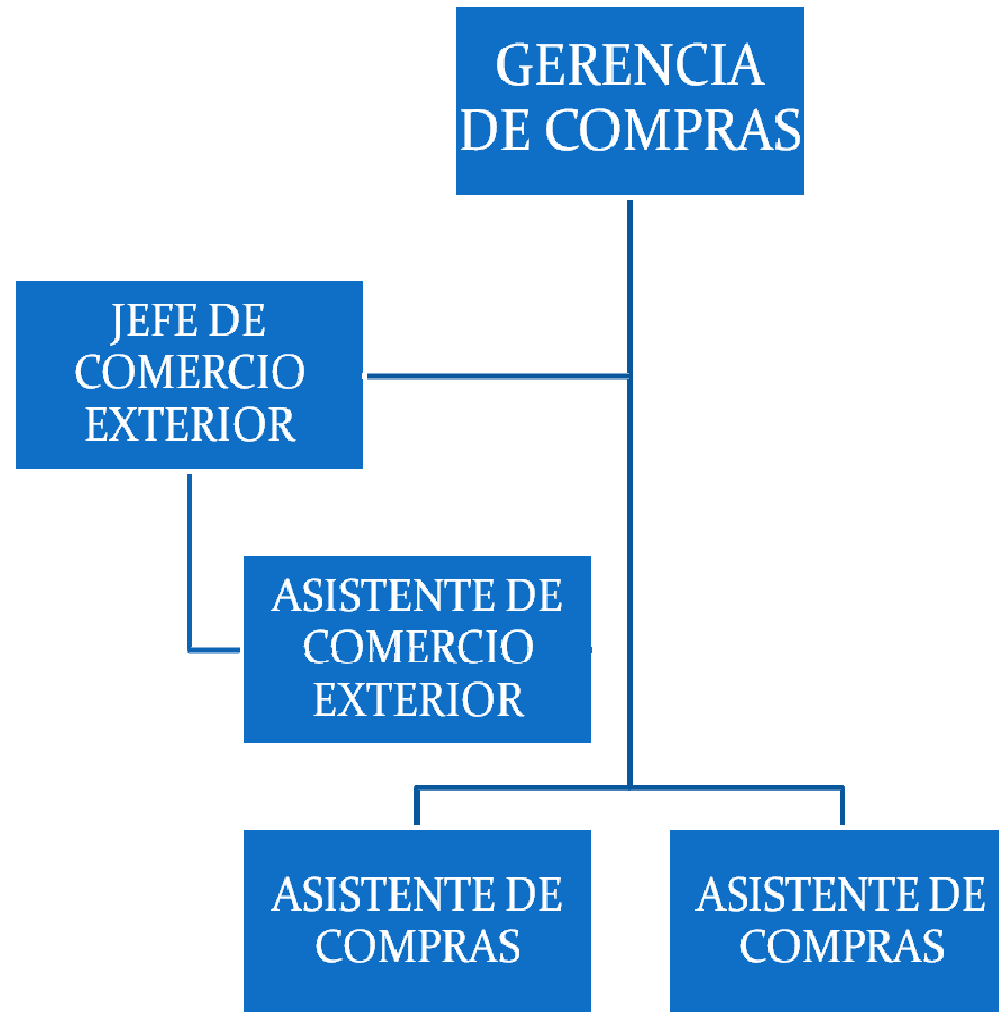 GERENCIA
DE COMPRAS
JEFE DE
COMERCIO
EXTERIOR
ASISTENTE DE
COMERCIO
EXTERIOR
ASISTENTE DE
COMPRAS
ASISTENTE DE
COMPRAS